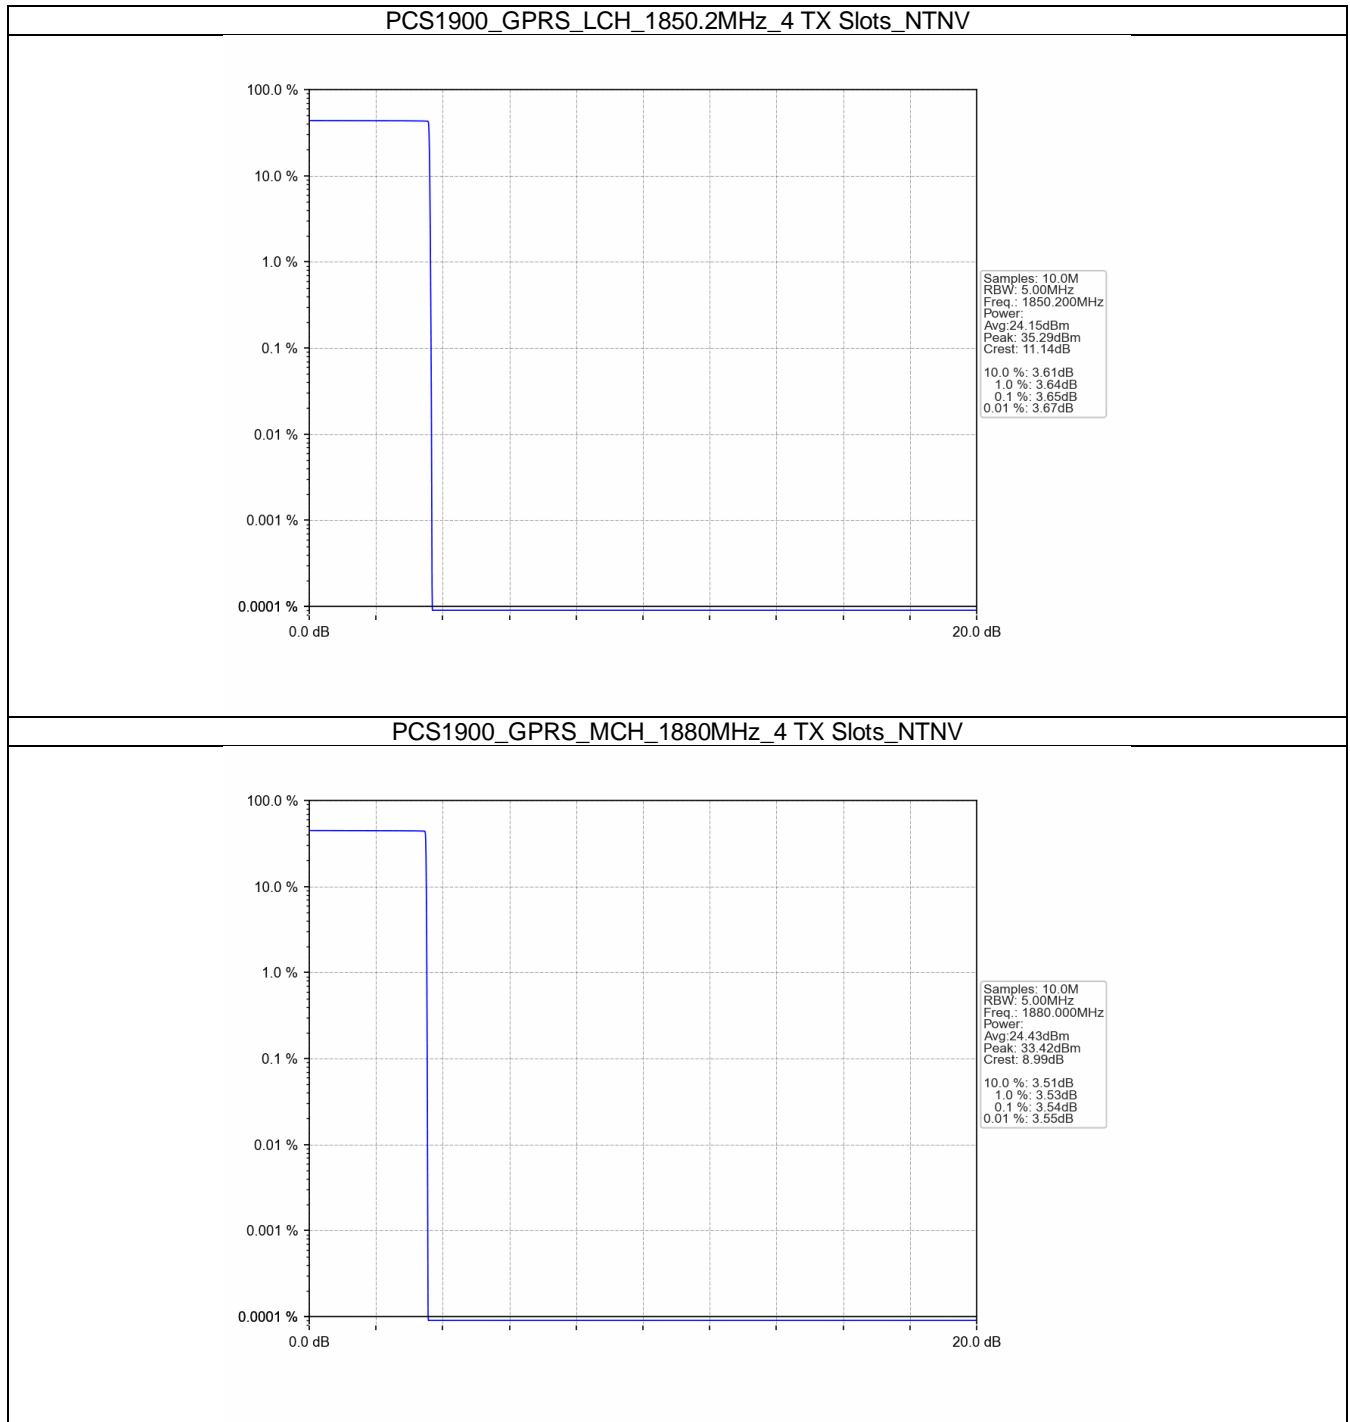 PCS1900_GPRS_LCH_1850.2MHz_4 TX Slots_NTNV
100.0 %
10.0 %
1.0 %
0.1 %
0.01 %
0.001 %
0.0001 %
0.0 dB
20.0 dB
Samples: 10.0M
RBW: 5.00MHz
Freq.: 1850.200MHz
Power:
Avg:24.15dBm
Peak: 35.29dBm
Crest: 11.14dB
10.0 %: 3.61dB
1.0 %: 3.64dB
0.1 %: 3.65dB
0.01 %: 3.67dB
PCS1900_GPRS_MCH_1880MHz_4 TX Slots_NTNV
100.0 %
10.0 %
1.0 %
0.1 %
0.01 %
0.001 %
0.0001 %
0.0 dB
20.0 dB
Samples: 10.0M
RBW: 5.00MHz
Freq.: 1880.000MHz
Power:
Avg:24.43dBm
Peak: 33.42dBm
Crest: 8.99dB
10.0 %: 3.51dB
1.0 %: 3.53dB
0.1 %: 3.54dB
0.01 %: 3.55dB